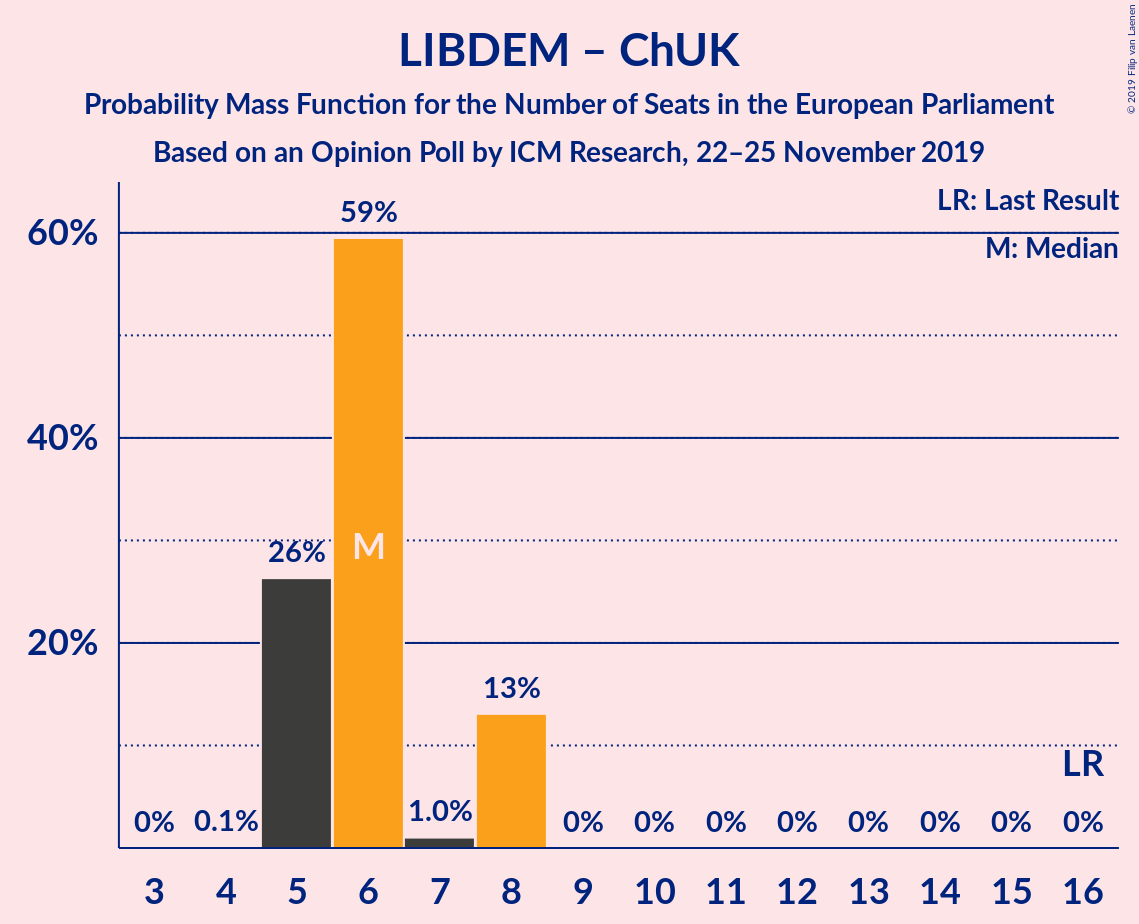 LIBDEM – ChUK
Probability Mass Function for the Number of Seats in the European Parliament
Based on an Opinion Poll by ICM Research, 22–25 November 2019
© 2019 Filip van Laenen
LR: Last Result
M: Median
60%
40%
20%
0%
0.1%
26%
59%
M
1.0%
13%
0%
0%
0%
0%
0%
0%
0%
LR
0%
3 4 5 6 7 8 9 10 11 12 13 14 15 16